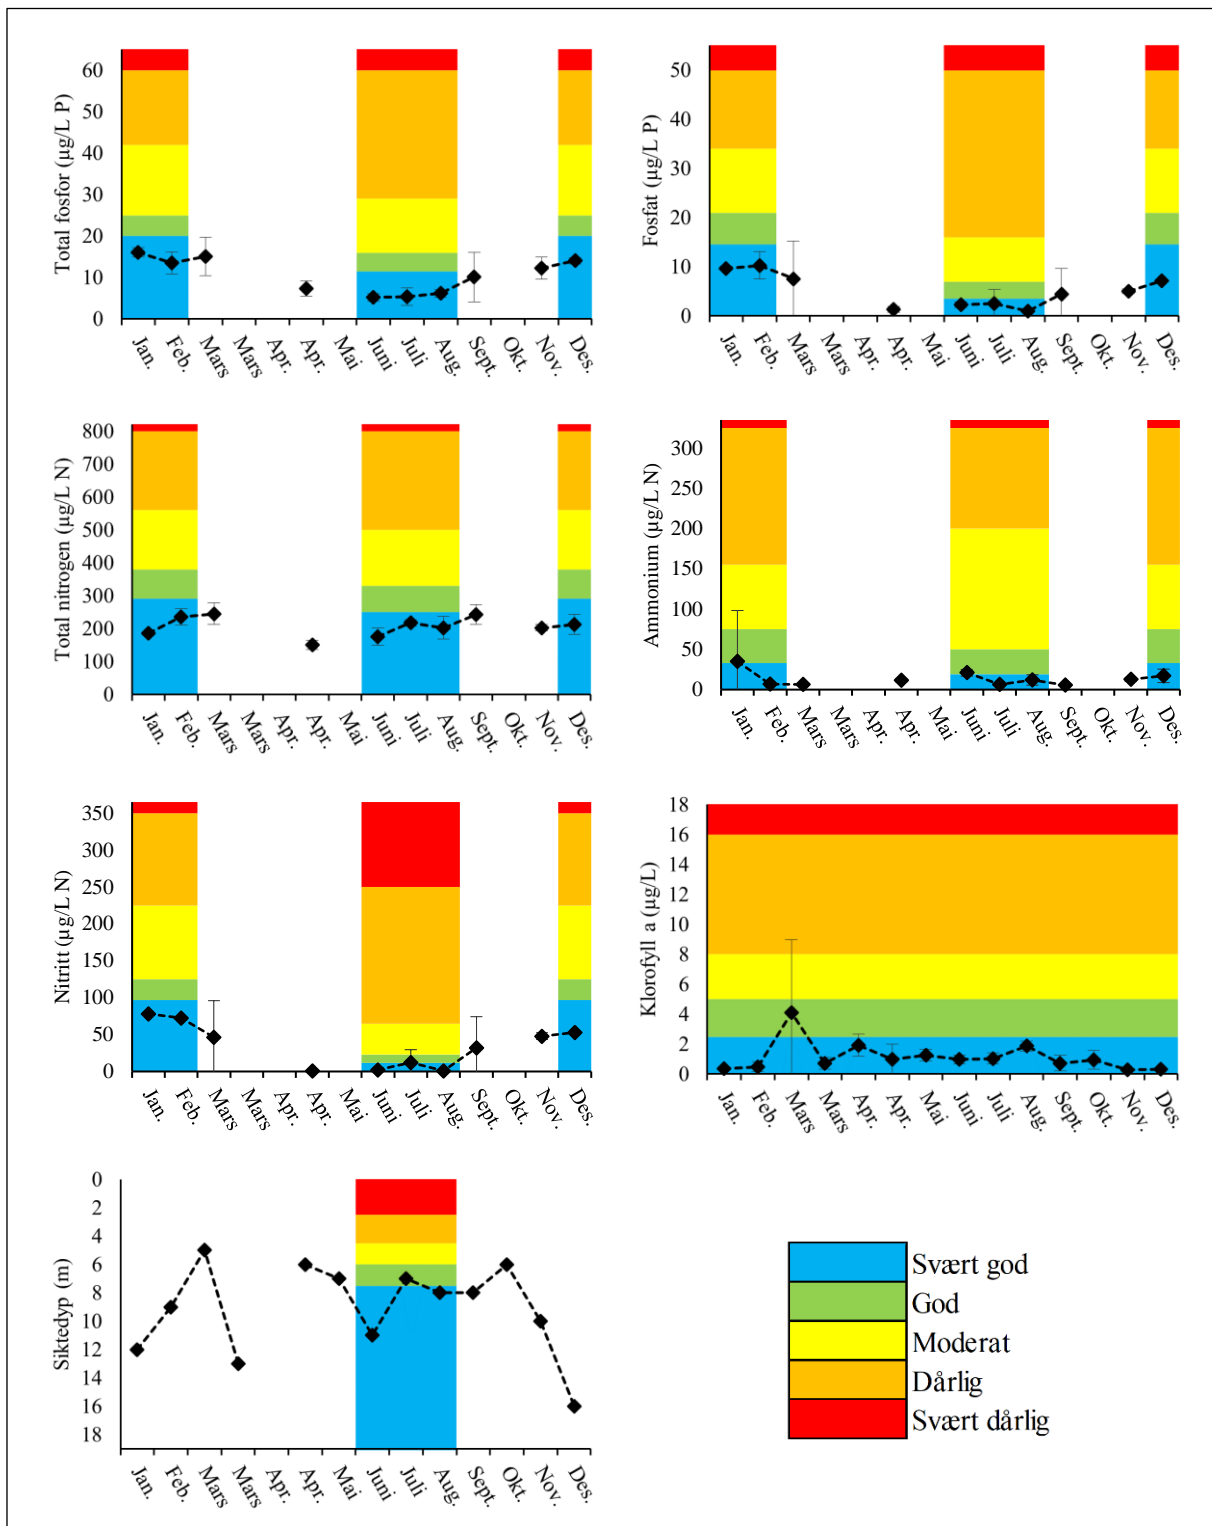 Total fosfor (µg/L P)
60
50
40
30
20
10
0
Jan.
Feb.
Mars
Mars
Apr.
Apr.
Mai
Juni
Juli
Aug.
Sept.
Okt.
Nov.
Des.
Fosfat (µg/L P)
50
40
30
20
10
0
Jan.
Feb.
Mars
Mars
Apr.
Apr.
Mai
Juni
Juli
Aug.
Sept.
Okt.
Nov.
Des.
Total nitrogen (µg/L N)
800
700
600
500
400
300
200
100
0
Jan.
Feb.
Mars
Mars
Apr.
Apr.
Mai
Juni
Juli
Aug.
Sept.
Okt.
Nov.
Des.
Ammonium (µg/L N)
300
250
200
150
100
50
0
Jan.
Feb.
Mars
Mars
Apr.
Apr.
Mai
Juni
Juli
Aug.
Sept.
Okt.
Nov.
Des.
Nitritt (µg/L N)
350
300
250
200
150
100
50
0
Jan.
Feb.
Mars
Mars
Apr.
Apr.
Mai
Juni
Juli
Aug.
Sept.
Okt.
Nov.
Des.
Klorofyll a (µg/L)
18
16
14
12
10
8
6
4
2
0
Jan.
Feb.
Mars
Mars
Apr.
Apr.
Mai
Juni
Juli
Aug.
Sept.
Okt.
Nov.
Des.
Siktedyp (m)
0
2
4
6
8
10
12
14
16
18
Jan.
Feb.
Mars
Mars
Apr.
Apr.
Mai
Juni
Juli
Aug.
Sept.
Okt.
Nov.
Des.
Svært god
God
Moderat
Dårlig
Svært dårlig